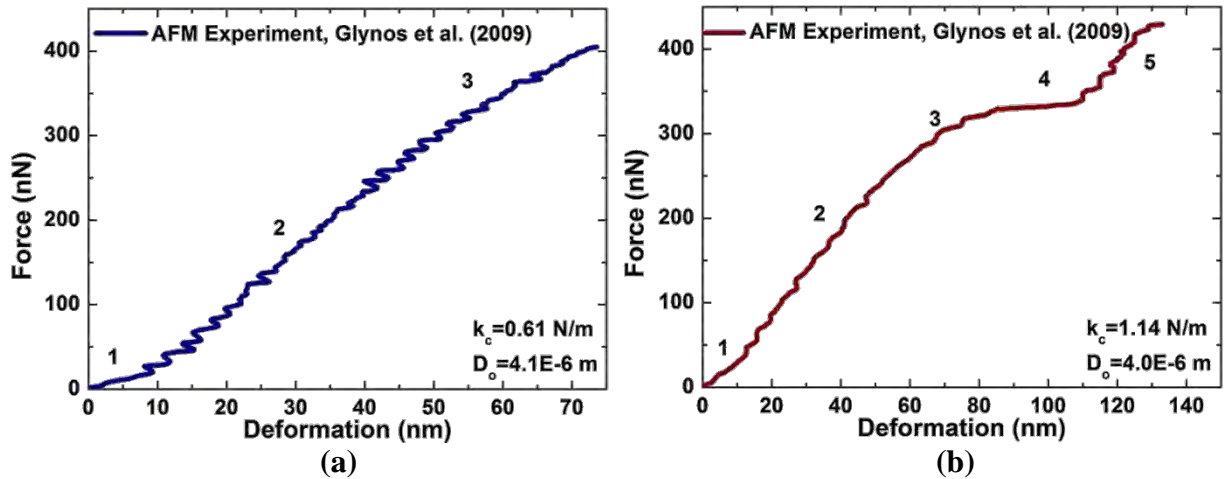 AFM Experiment, Glynos et al. (2009)
400
300
200
100
0
Force (nN)
1
2
3
k_c=0.61 N/m
D_o=4.1E-6 m
0 10 20 30 40 50 60 70
Deformation (nm)
(a)
AFM Experiment, Glynos et al. (2009)
400
300
200
100
0
Force (nN)
1
2
3
4
5
k_c=1.14 N/m
D_o=4.0E-6 m
0 20 40 60 80 100 120 140
Deformation (nm)
(b)